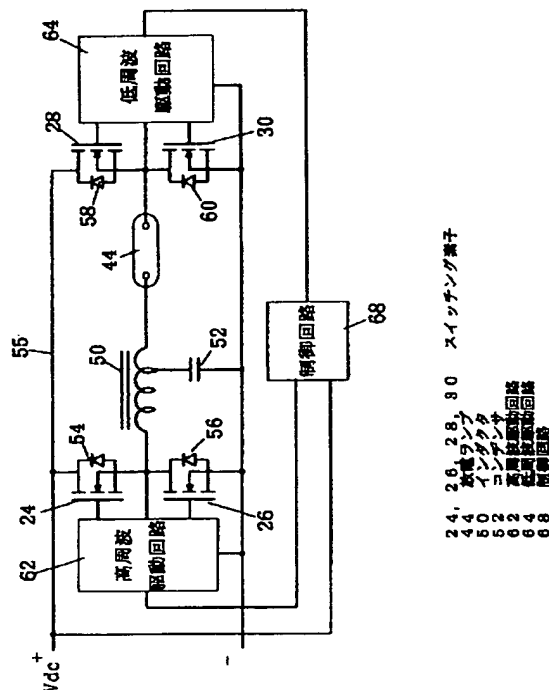 64
低周波
駆動回路
28
30
58
60
44
55
50
52
54
56
24
26
62
高周波
駆動回路
制御回路
68
Vdc
+
-
24, 26, 28, 30 スイッチング素子
44 放電ランプ
50 インダクタ
52 コンデンサ
62 高周波駆動回路
64 低周波駆動回路
68 制御回路